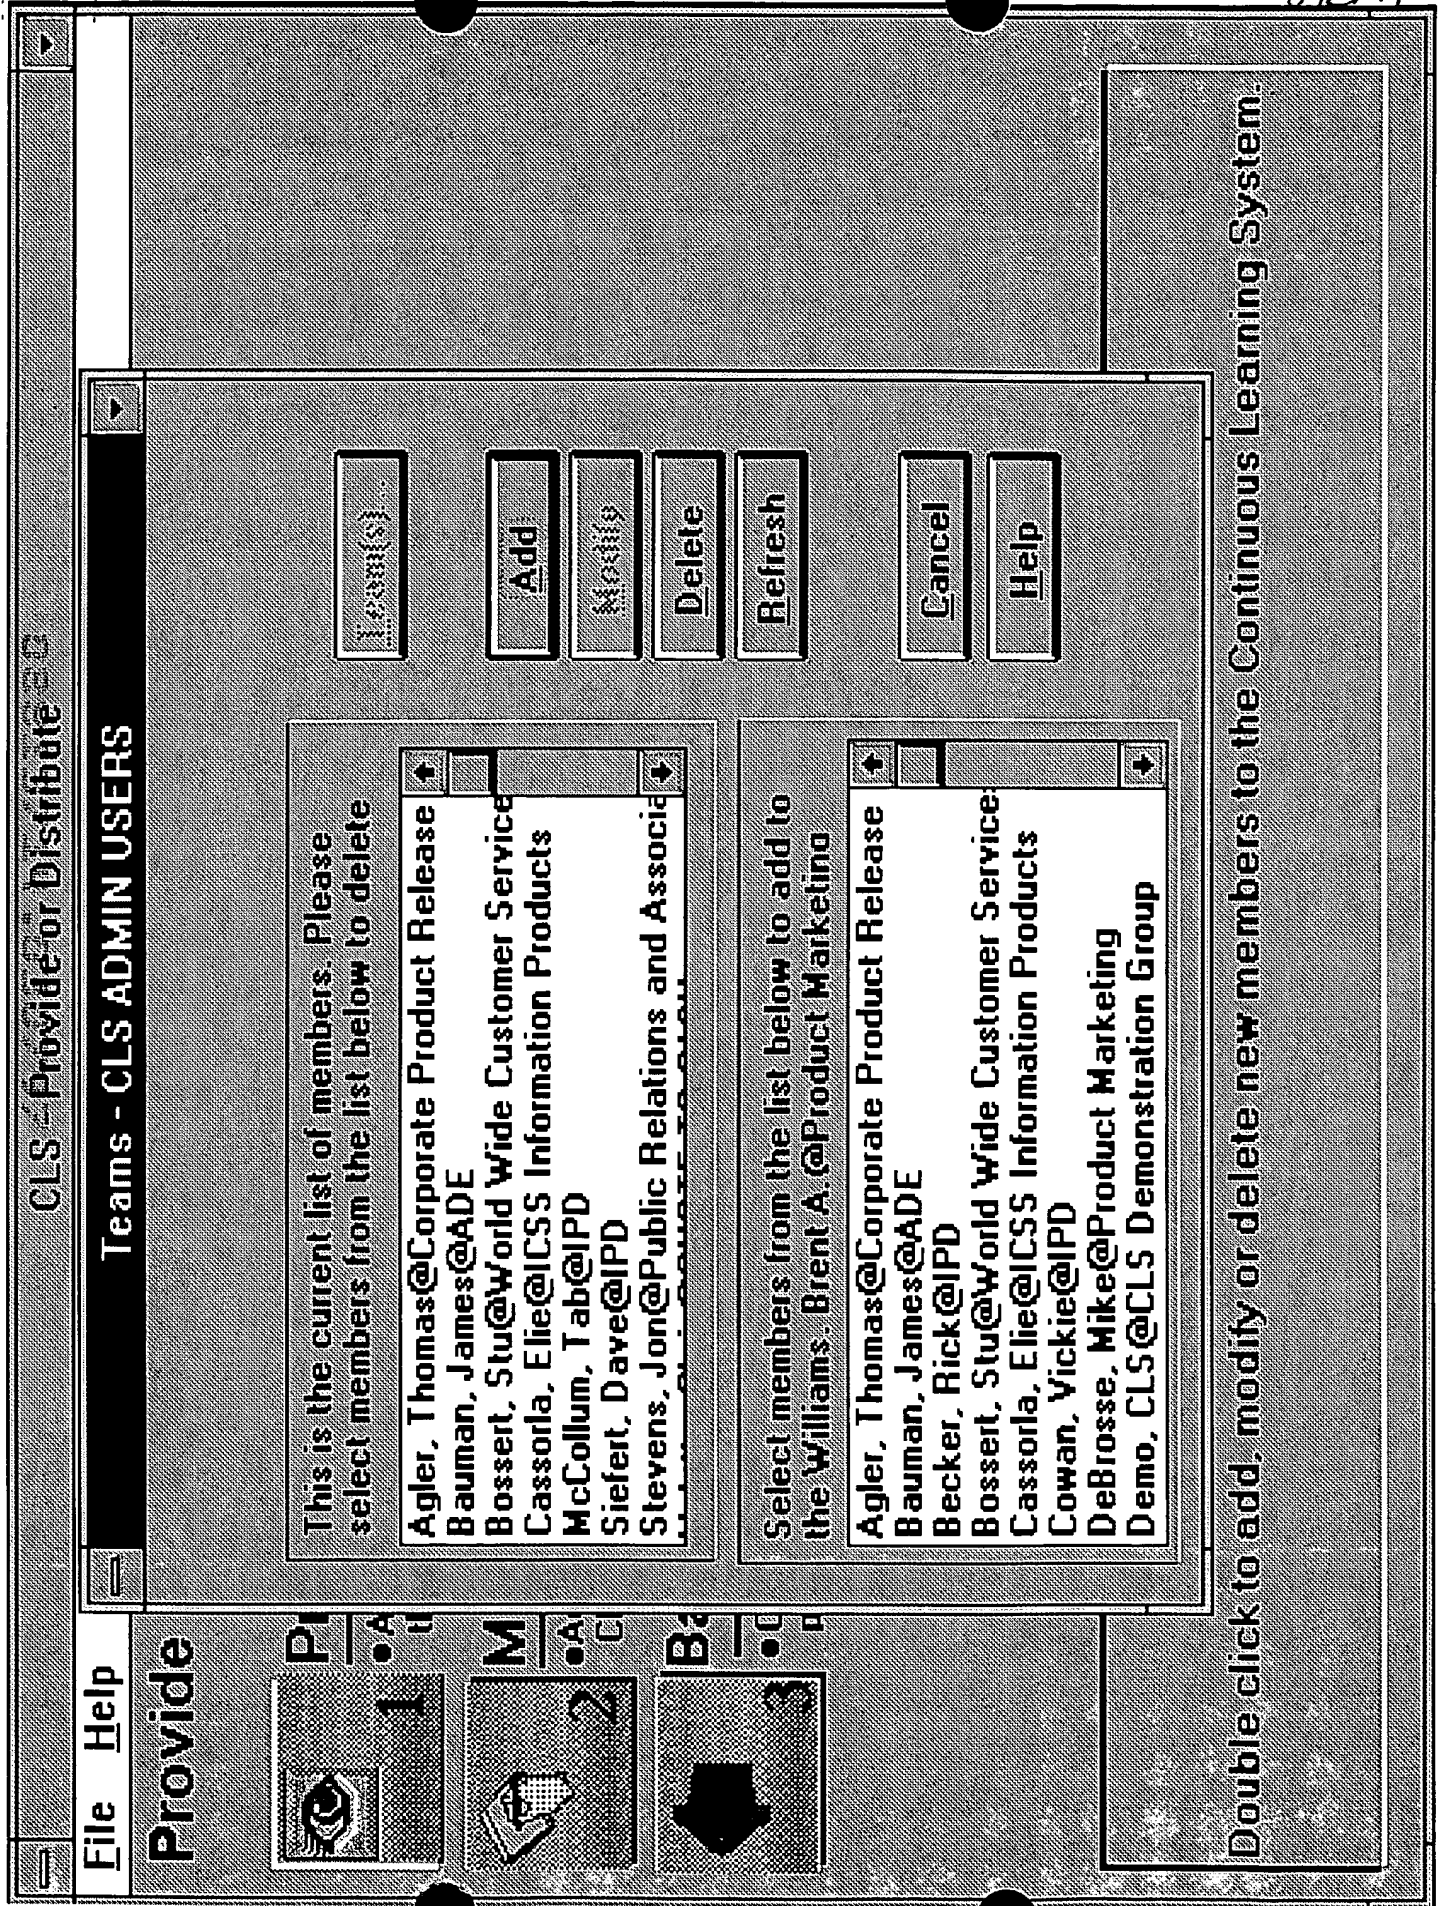 CLS - Provide or Distribute
File Help
Teams - CLS ADMIN USERS
Provide
This is the current list of members. Please
select members from the list below to delete
Agler, Thomas@Corporate Product Release
Bauman, James@ADE
Bossert, Stu@World Wide Customer Service
Cassorla, Elie@ICSS Information Products
McCollum, Tab@IPD
Siefert, Dave@IPD
Stevens, Jon@Public Relations and Associa
Team(s)...
Add
Modify
Delete
Refresh
Cancel
Help
Select members from the list below to add to
the Williams. Brent A.@Product Marketing
Agler, Thomas@Corporate Product Release
Bauman, James@ADE
Becker, Rick@IPD
Bossert, Stu@World Wide Customer Service
Cassorla, Elie@ICSS Information Products
Cowan, Vickie@IPD
DeBrosse, Mike@Product Marketing
Demo, CLS@CLS Demonstration Group
1
2
3
Double click to add, modify or delete new members to the Continuous Learning System.